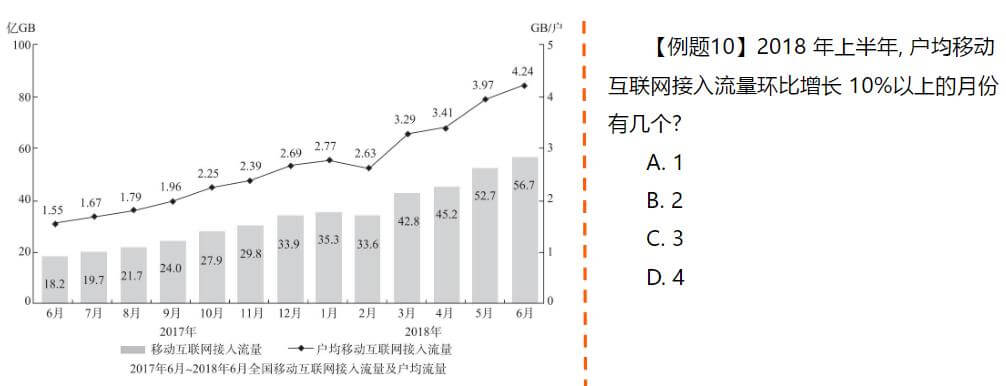 亿GB
GB/户
100
80
60
40
20
0
5
4
3
2
1
0
1.55 1.67 1.79 1.96 2.25 2.39 2.69 2.77 2.63 3.29 3.41 3.97 4.24
18.2 19.7 21.7 24.0 27.9 29.8 33.9 35.3 33.6 42.8 45.2 52.7 56.7
6月 7月 8月 9月 10月 11月 12月 1月 2月 3月 4月 5月 6月
2017年 2018年
移动互联网接入流量 户均移动互联网接入流量
2017年6月~2018年6月全国移动互联网接入流量及户均流量
【例题10】2018 年上半年, 户均移动
互联网接入流量环比增长 10%以上的月份
有几个?
A. 1
B. 2
C. 3
D. 4